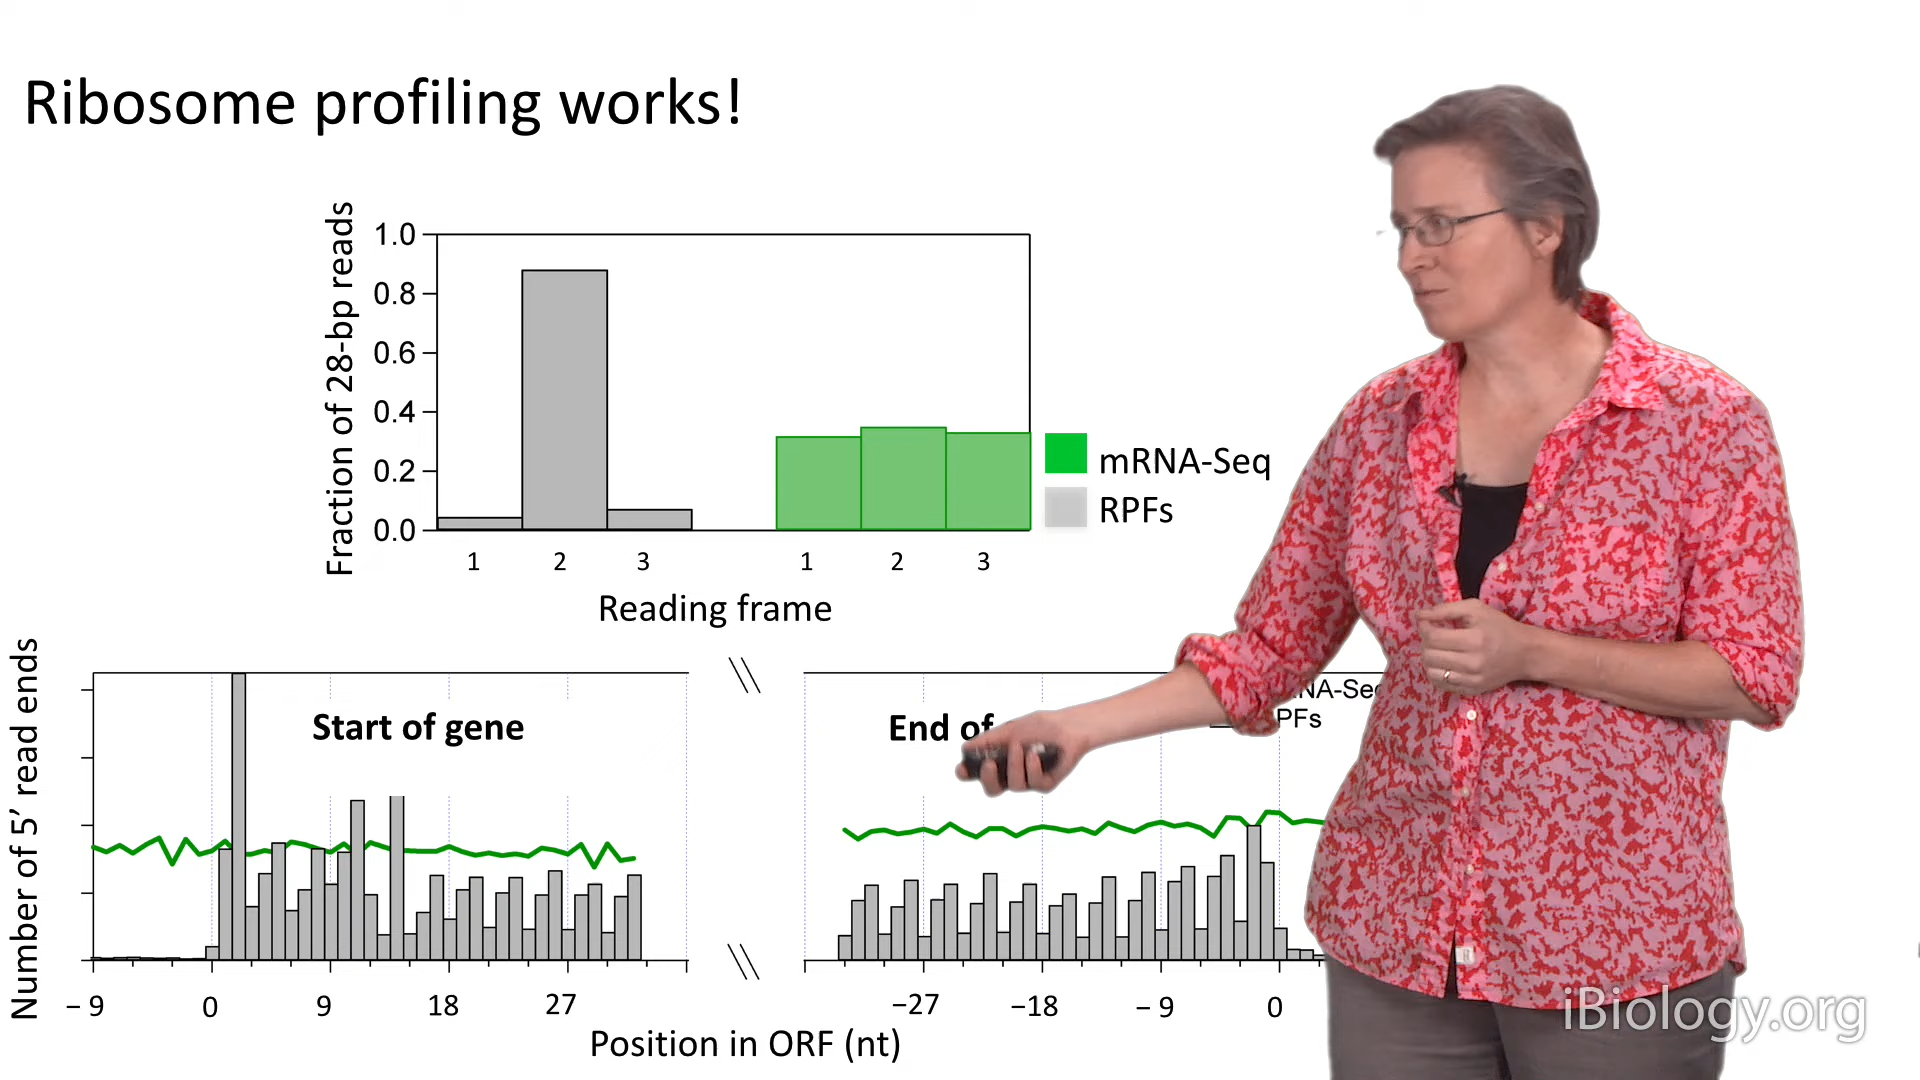 Ribosome profiling works!
Fraction of 28-bp reads
1.0
0.8
0.6
0.4
0.2
0.0
1 2 3 1 2 3
Reading frame
mRNA-Seq
RPFs
Number of 5’ read ends
Start of gene
End of
– 9 0 9 18 27
–27 –18 – 9 0
Position in ORF (nt)
iBiology.org